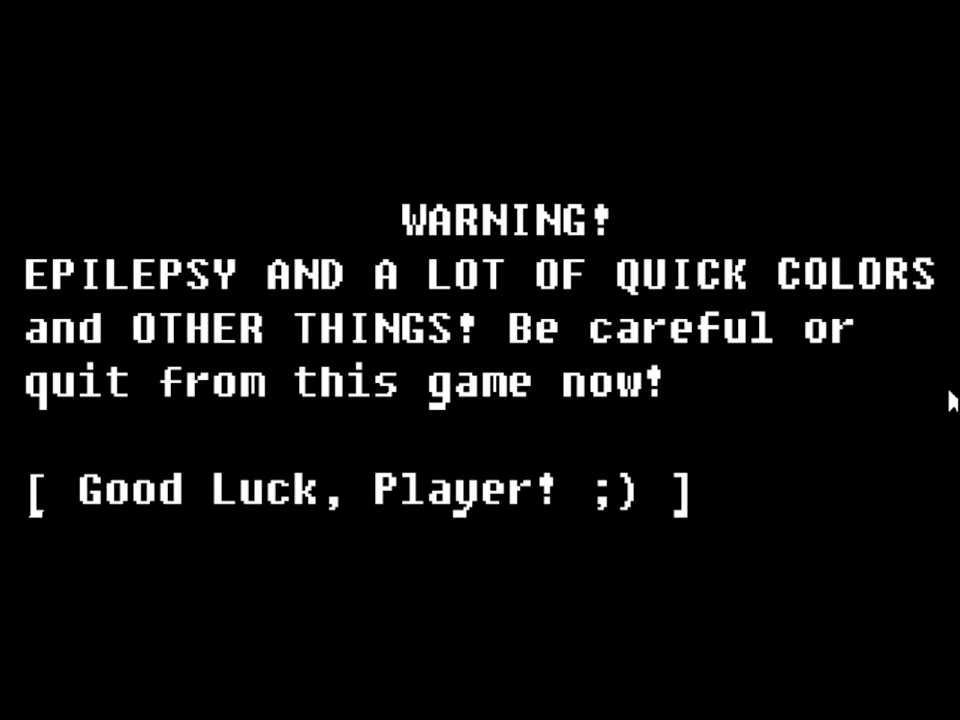 WARNING!
EPILEPSY AND A LOT OF QUICK COLORS
and OTHER THINGS! Be careful or
quit from this game now!
[ Good Luck, Player! ;) ]